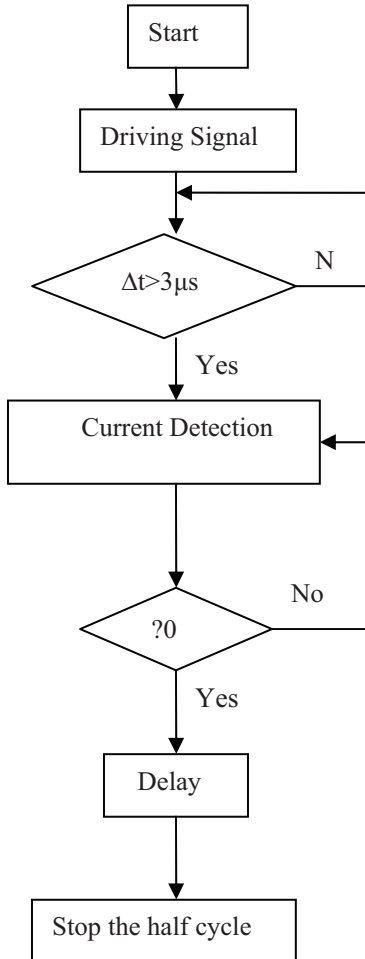 Start
Driving Signal
Δt>3μs
N
Yes
Current Detection
?0
No
Yes
Delay
Stop the half cycle